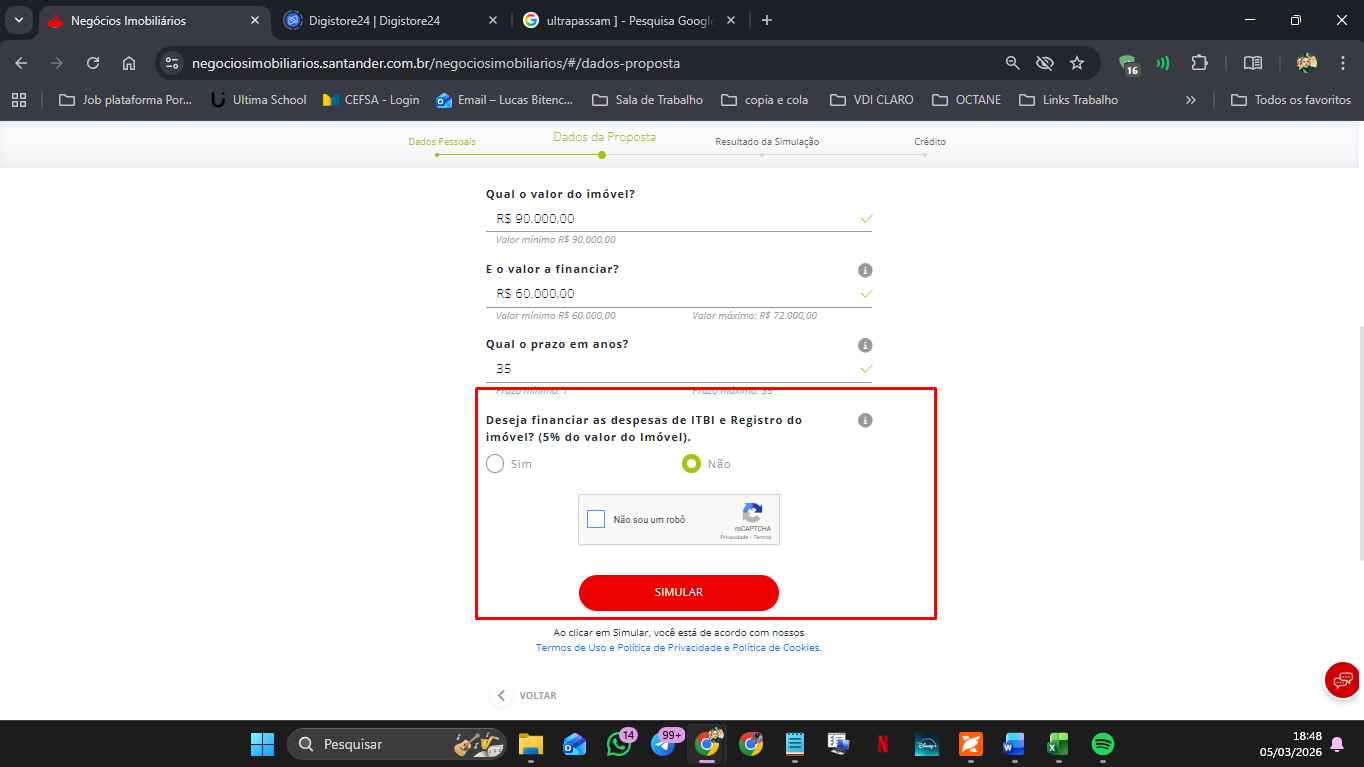 Negócios Imobiliários
Digistore24 | Digistore24
ultrapassam ] - Pesquisa Google
negociosimobiliarios.santander.com.br/negociosimobiliarios/#/dados-proposta
16
Job plataforma Por...
Ultima School
CEFSA - Login
Email – Lucas Bitenc...
Sala de Trabalho
copia e cola
VDI CLARO
OCTANE
Links Trabalho
Todos os favoritos
Dados Pessoais
Dados da Proposta
Resultado da Simulação
Crédito
Qual o valor do imóvel?
R$ 90.000,00
Valor mínimo R$ 90.000,00
E o valor a financiar?
R$ 60.000,00
Valor mínimo R$ 60.000,00
Valor máximo: R$ 72.000,00
Qual o prazo em anos?
35
Prazo mínimo: 1
Prazo máximo: 35
Deseja financiar as despesas de ITBI e Registro do
imóvel? (5% do valor do Imóvel).
Sim
Não
Não sou um robô
reCAPTCHA
Privacidade - Termos
SIMULAR
Ao clicar em Simular, você está de acordo com nossos
Termos de Uso e Política de Privacidade e Política de Cookies.
VOLTAR
Pesquisar
14
99+
18:48
05/03/2026